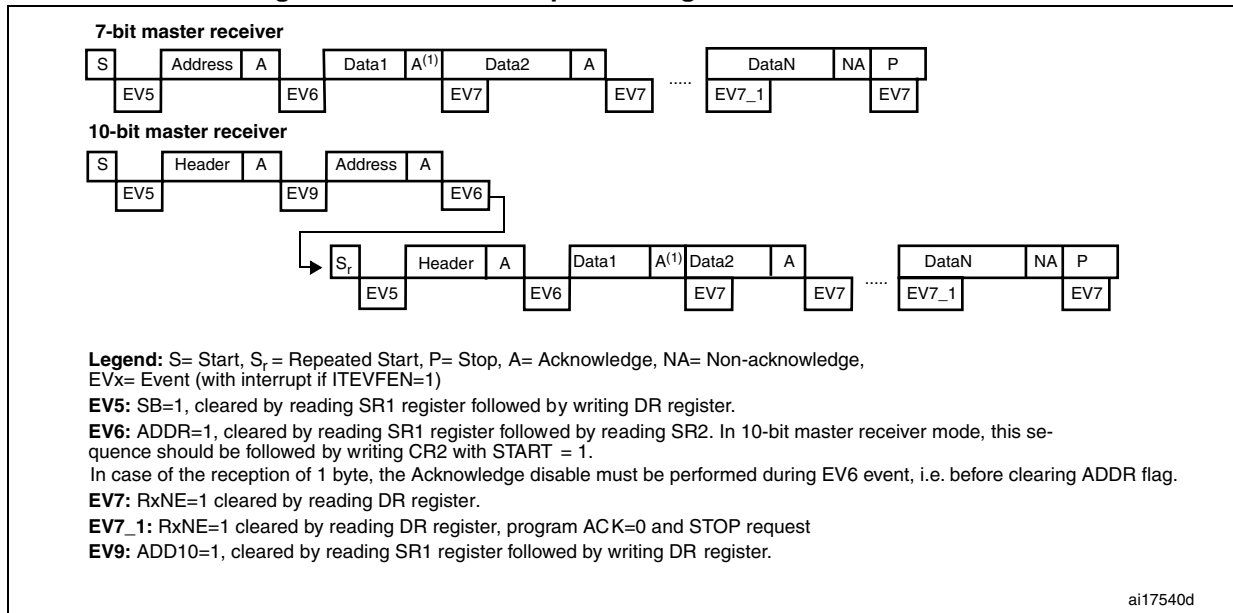 7-bit master receiver
S Address A Data1 A(1) Data2 A ..... DataN NA P
EV5 EV6 EV7 EV7 EV7_1 EV7
10-bit master receiver
S Header A Address A
EV5 EV9 EV6
Sr Header A Data1 A(1) Data2 A ..... DataN NA P
EV5 EV6 EV7 EV7 EV7_1 EV7
Legend: S= Start, Sr = Repeated Start, P= Stop, A= Acknowledge, NA= Non-acknowledge,
EVx= Event (with interrupt if ITEVFEN=1)
EV5: SB=1, cleared by reading SR1 register followed by writing DR register.
EV6: ADDR=1, cleared by reading SR1 register followed by reading SR2. In 10-bit master receiver mode, this se-
quence should be followed by writing CR2 with START = 1.
In case of the reception of 1 byte, the Acknowledge disable must be performed during EV6 event, i.e. before clearing ADDR flag.
EV7: RxNE=1 cleared by reading DR register.
EV7_1: RxNE=1 cleared by reading DR register, program ACK=0 and STOP request
EV9: ADD10=1, cleared by reading SR1 register followed by writing DR register.
ai17540d